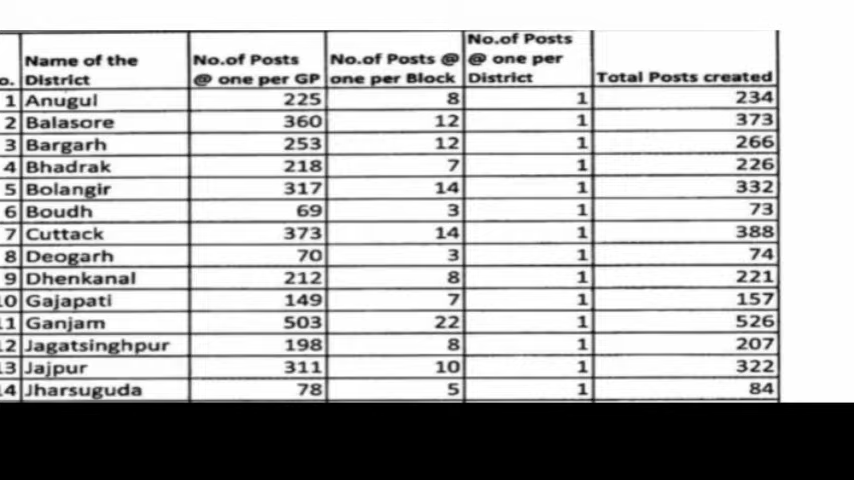 o. Name of the District No.of Posts @ one per GP No.of Posts @ one per Block No.of Posts @ one per District Total Posts created
1 Anugul 225 8 1 234
2 Balasore 360 12 1 373
3 Bargarh 253 12 1 266
4 Bhadrak 218 7 1 226
5 Bolangir 317 14 1 332
6 Boudh 69 3 1 73
7 Cuttack 373 14 1 388
8 Deogarh 70 3 1 74
9 Dhenkanal 212 8 1 221
10 Gajapati 149 7 1 157
11 Ganjam 503 22 1 526
12 Jagatsinghpur 198 8 1 207
13 Jajpur 311 10 1 322
14 Jharsuguda 78 5 1 84